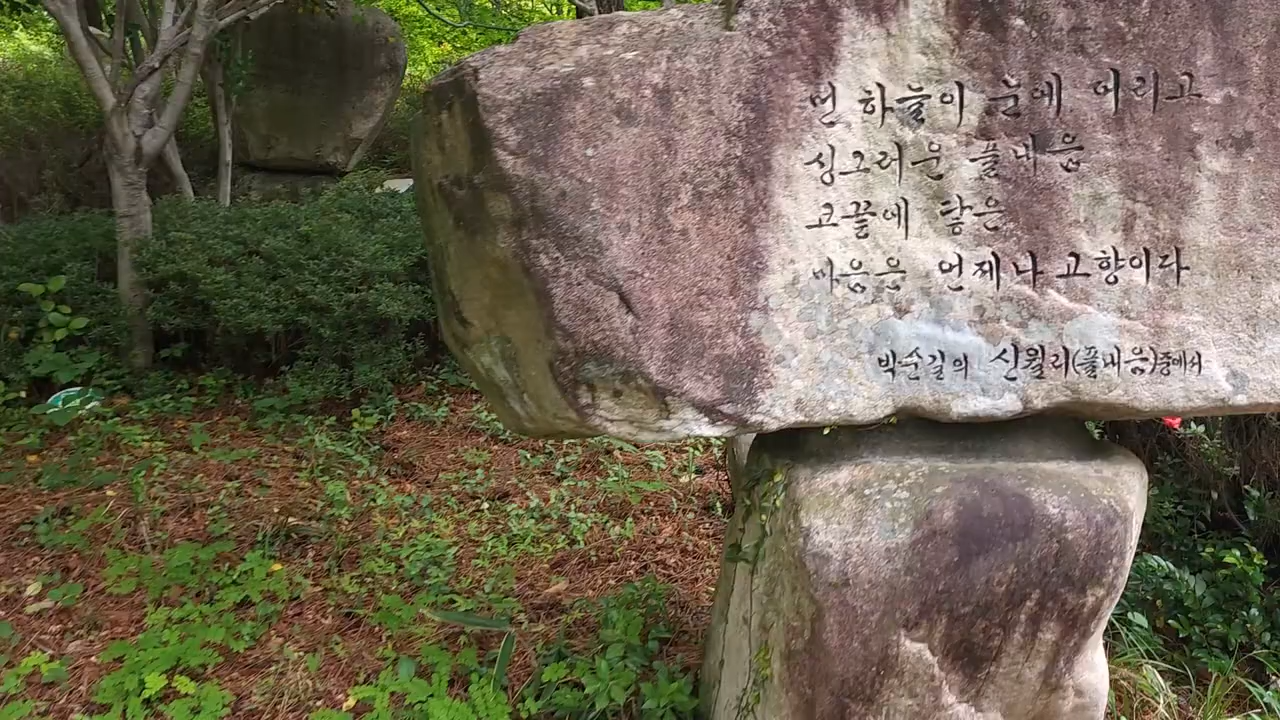 먼 하늘이 눈에 어리고
싱그러운 풀내음
코끝에 닿은
마음은 언제나 고향이다
박순길의 신월리(풀내음)중에서